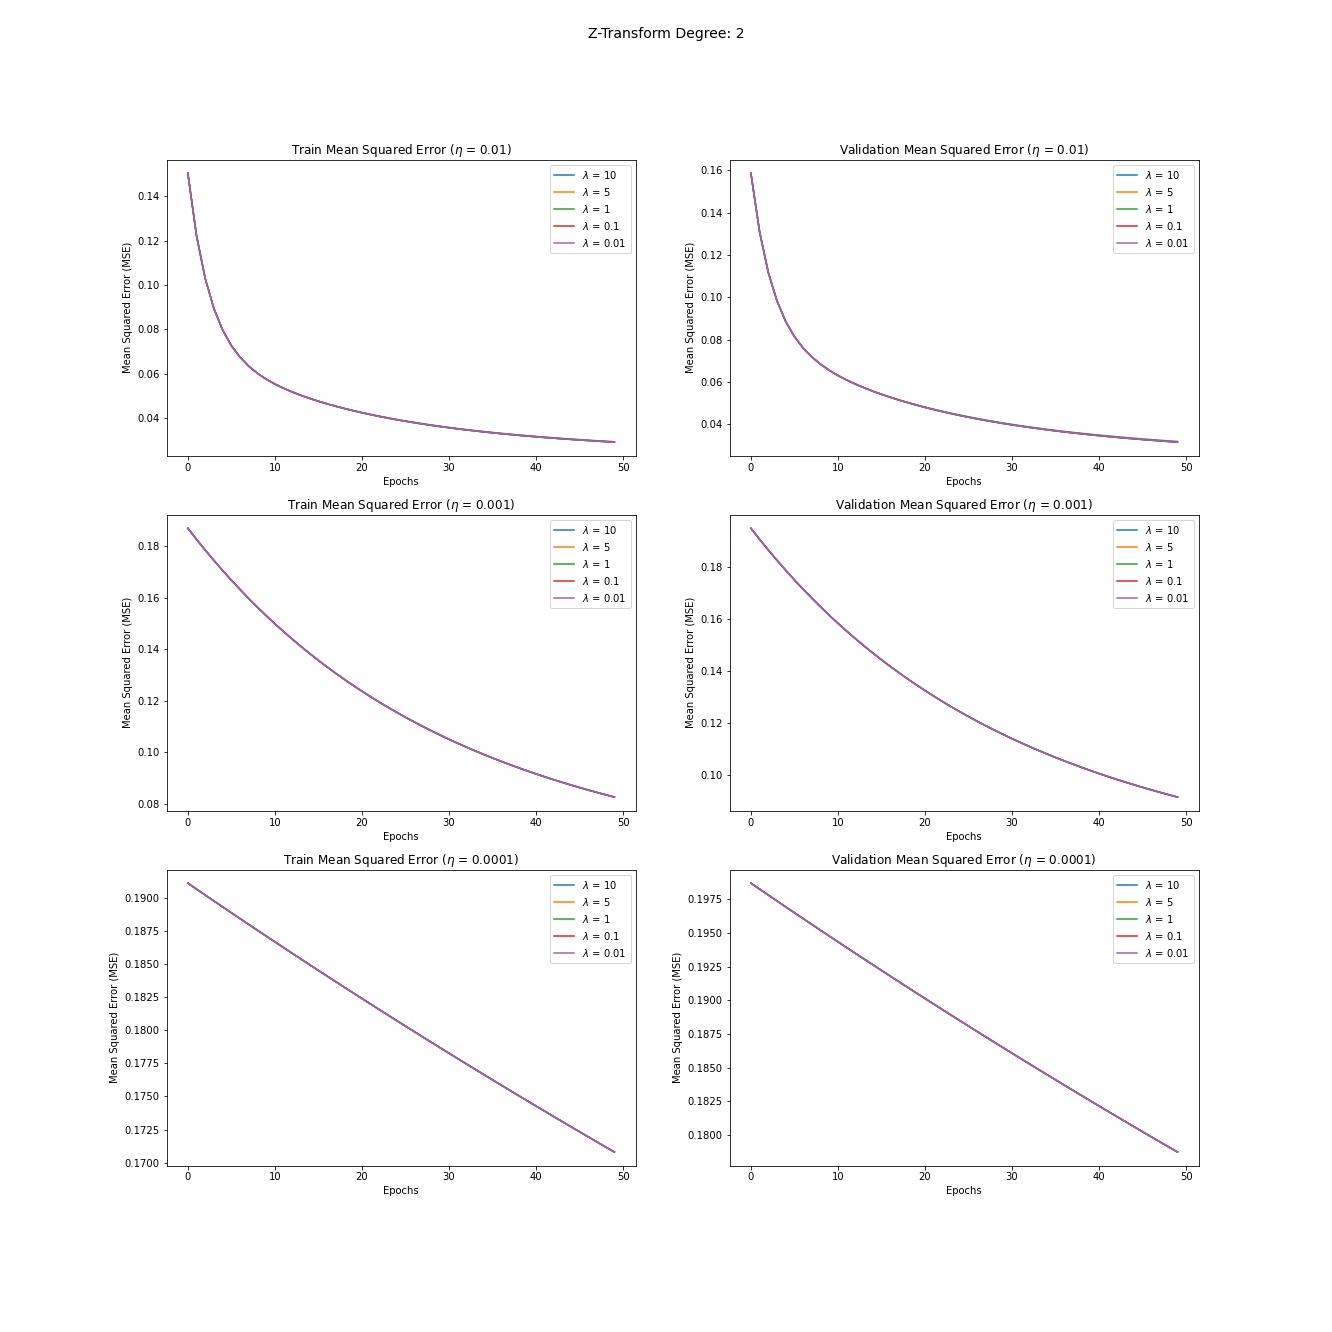 Z-Transform Degree: 2
Train Mean Squared Error (η = 0.01)
Mean Squared Error (MSE)
0.14
0.12
0.10
0.08
0.06
0.04
0 10 20 30 40 50
Epochs
λ = 10
λ = 5
λ = 1
λ = 0.1
λ = 0.01
Validation Mean Squared Error (η = 0.01)
Mean Squared Error (MSE)
0.16
0.14
0.12
0.10
0.08
0.06
0.04
0 10 20 30 40 50
Epochs
λ = 10
λ = 5
λ = 1
λ = 0.1
λ = 0.01
Train Mean Squared Error (η = 0.001)
Mean Squared Error (MSE)
0.18
0.16
0.14
0.12
0.10
0.08
0 10 20 30 40 50
Epochs
λ = 10
λ = 5
λ = 1
λ = 0.1
λ = 0.01
Validation Mean Squared Error (η = 0.001)
Mean Squared Error (MSE)
0.18
0.16
0.14
0.12
0.10
0 10 20 30 40 50
Epochs
λ = 10
λ = 5
λ = 1
λ = 0.1
λ = 0.01
Train Mean Squared Error (η = 0.0001)
Mean Squared Error (MSE)
0.1900
0.1875
0.1850
0.1825
0.1800
0.1775
0.1750
0.1725
0.1700
0 10 20 30 40 50
Epochs
λ = 10
λ = 5
λ = 1
λ = 0.1
λ = 0.01
Validation Mean Squared Error (η = 0.0001)
Mean Squared Error (MSE)
0.1975
0.1950
0.1925
0.1900
0.1875
0.1850
0.1825
0.1800
0 10 20 30 40 50
Epochs
λ = 10
λ = 5
λ = 1
λ = 0.1
λ = 0.01